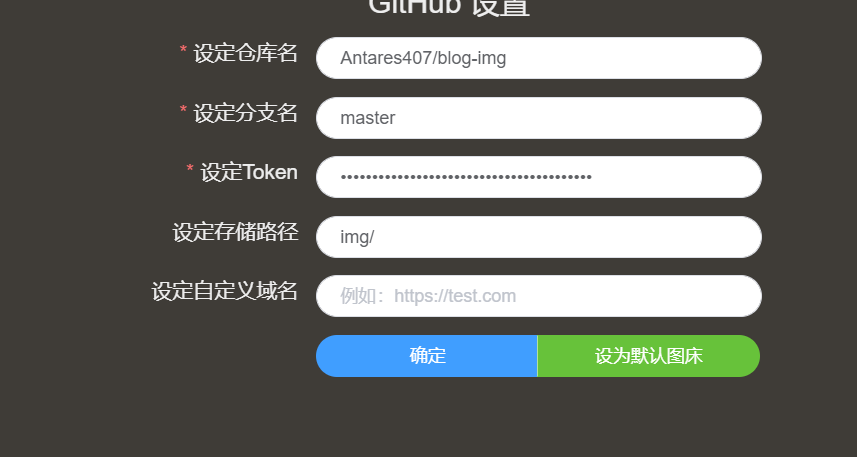 GitHub 设置
* 设定仓库名 Antares407/blog-img
* 设定分支名 master
* 设定Token ••••••••••••••••••••••••••••••••••••••••
设定存储路径 img/
设定自定义域名 例如：https://test.com
确定 设为默认图床